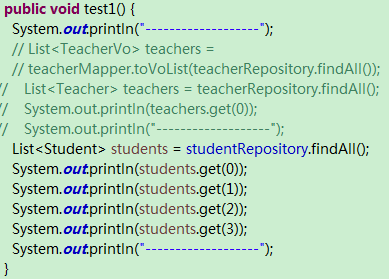 public void test1() {
System.out.println("-------------------");
// List<TeacherVo> teachers =
// teacherMapper.toVoList(teacherRepository.findAll());
// List<Teacher> teachers = teacherRepository.findAll();
// System.out.println(teachers.get(0));
// System.out.println("-------------------");
List<Student> students = studentRepository.findAll();
System.out.println(students.get(0));
System.out.println(students.get(1));
System.out.println(students.get(2));
System.out.println(students.get(3));
System.out.println("-------------------");
}